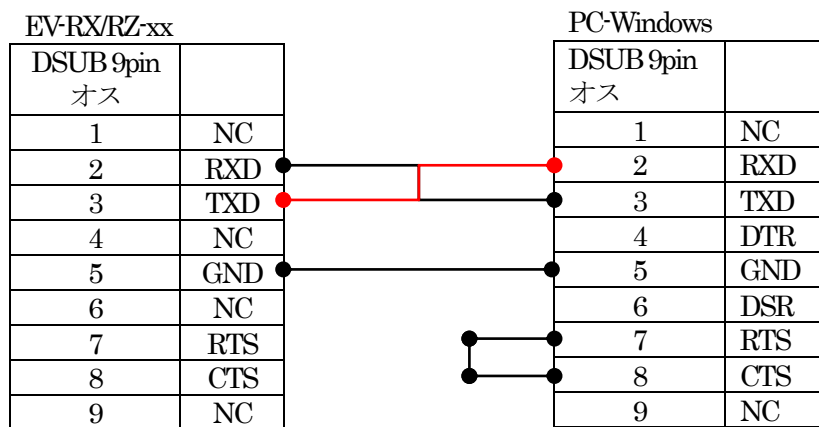 EV-RX/RZ-xx
DSUB 9pin
オス
1 NC
2 RXD
3 TXD
4 NC
5 GND
6 NC
7 RTS
8 CTS
9 NC
PC-Windows
DSUB 9pin
オス
1 NC
2 RXD
3 TXD
4 DTR
5 GND
6 DSR
7 RTS
8 CTS
9 NC